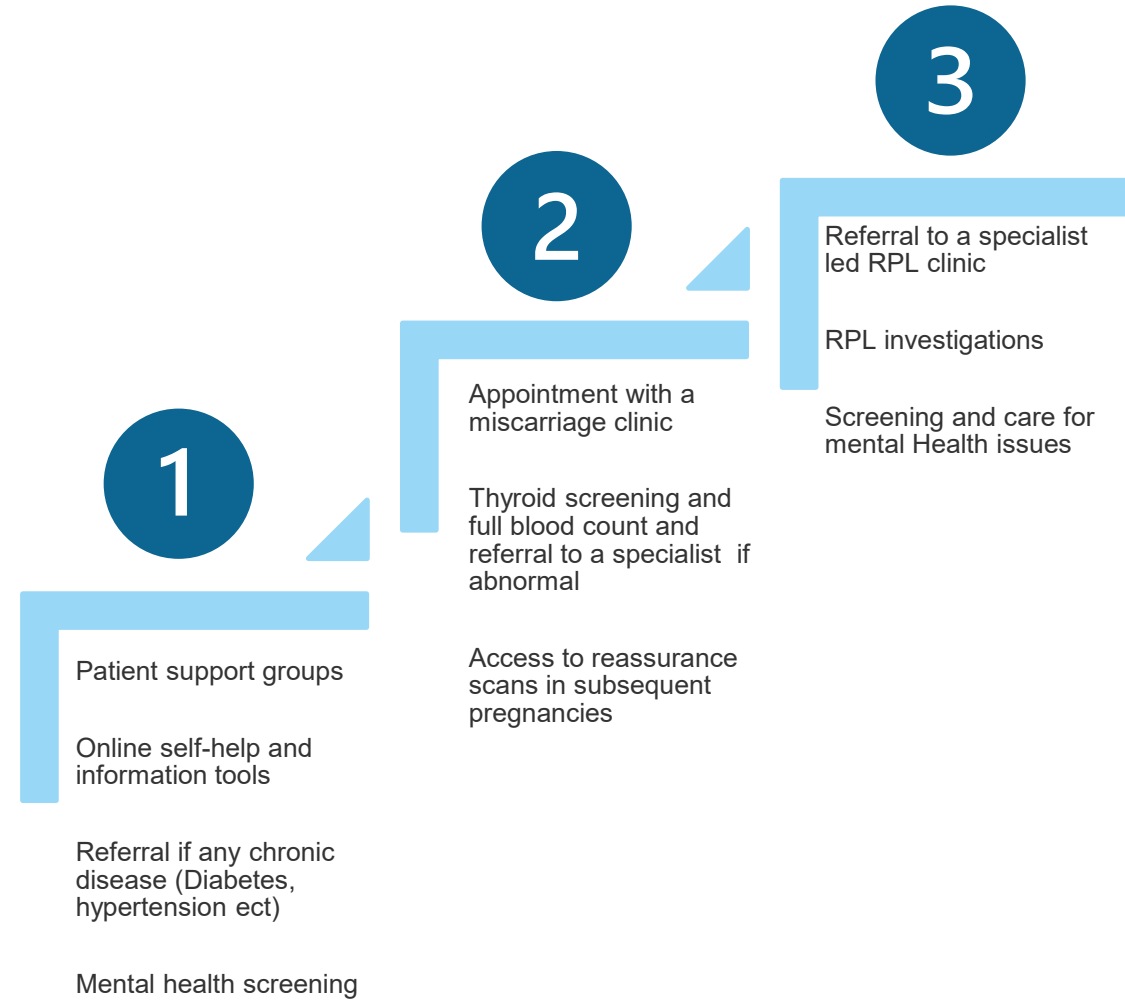 1
Patient support groups
Online self-help and
information tools
Referral if any chronic
disease (Diabetes,
hypertension ect)
Mental health screening
2
Appointment with a
miscarriage clinic
Thyroid screening and
full blood count and
referral to a specialist  if
abnormal
Access to reassurance
scans in subsequent
pregnancies
3
Referral to a specialist
led RPL clinic
RPL investigations
Screening and care for
mental Health issues